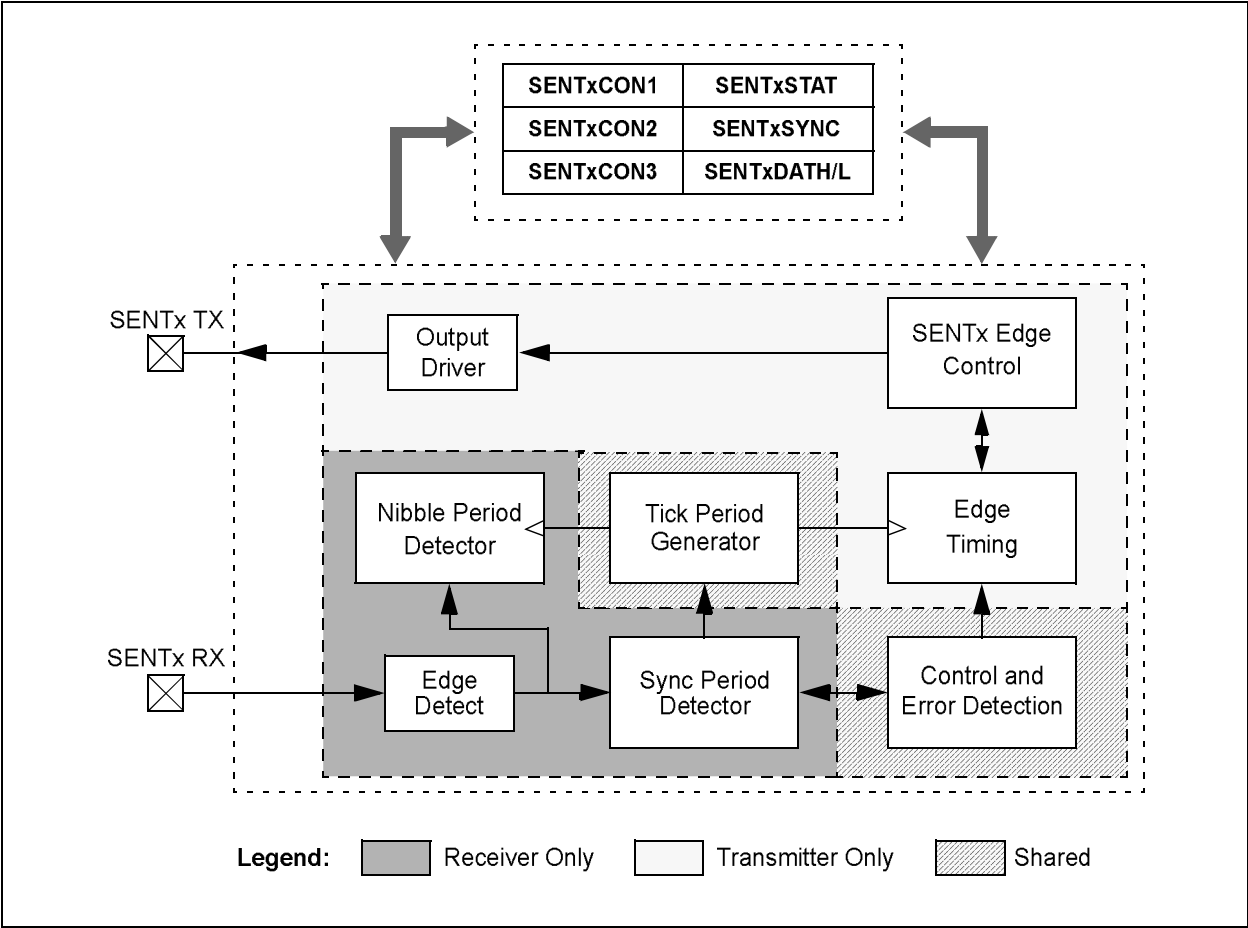 SENTxCON1 SENTxSTAT
SENTxCON2 SENTxSYNC
SENTxCON3 SENTxDATH/L
SENTx TX
Output
Driver
SENTx Edge
Control
Nibble Period
Detector
Tick Period
Generator
Edge
Timing
SENTx RX
Edge
Detect
Sync Period
Detector
Control and
Error Detection
Legend: Receiver Only Transmitter Only Shared